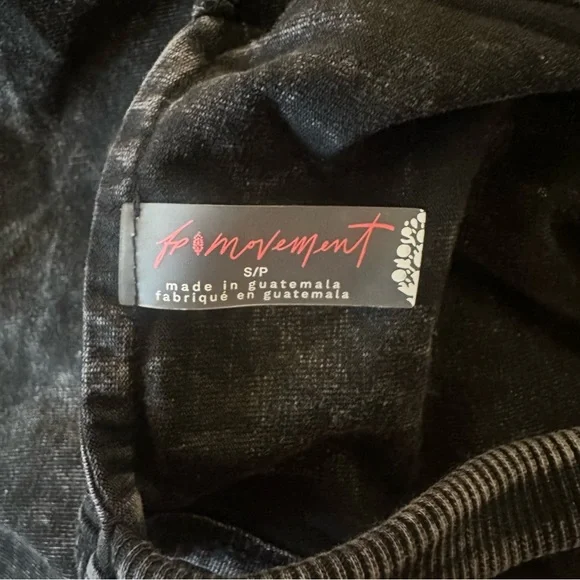 fp movement
S/P
made in guatemala
fabriqué en guatemala